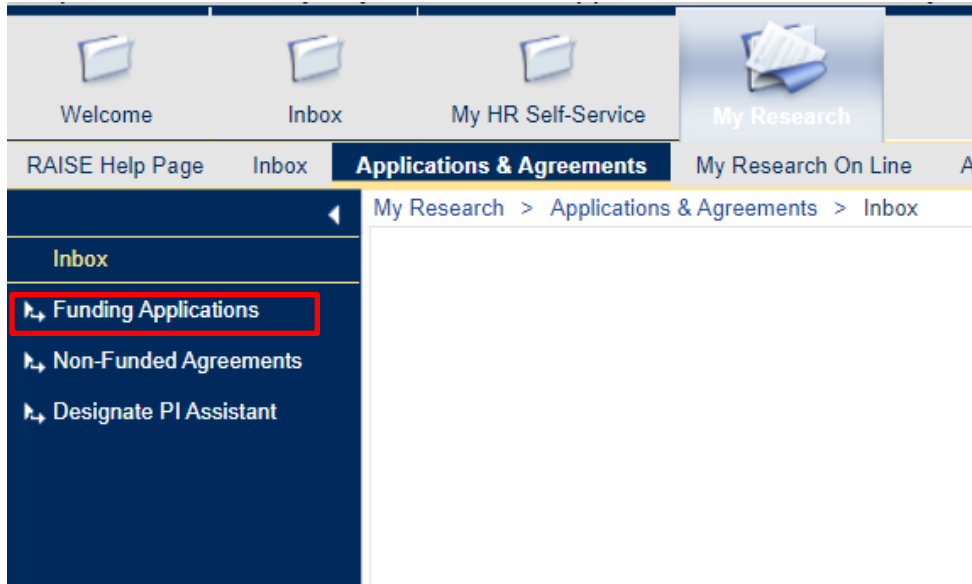 Welcome
Inbox
My HR Self-Service
My Research
RAISE Help Page
Inbox
Applications & Agreements
My Research On Line
A
My Research > Applications & Agreements > Inbox
Inbox
Funding Applications
Non-Funded Agreements
Designate PI Assistant